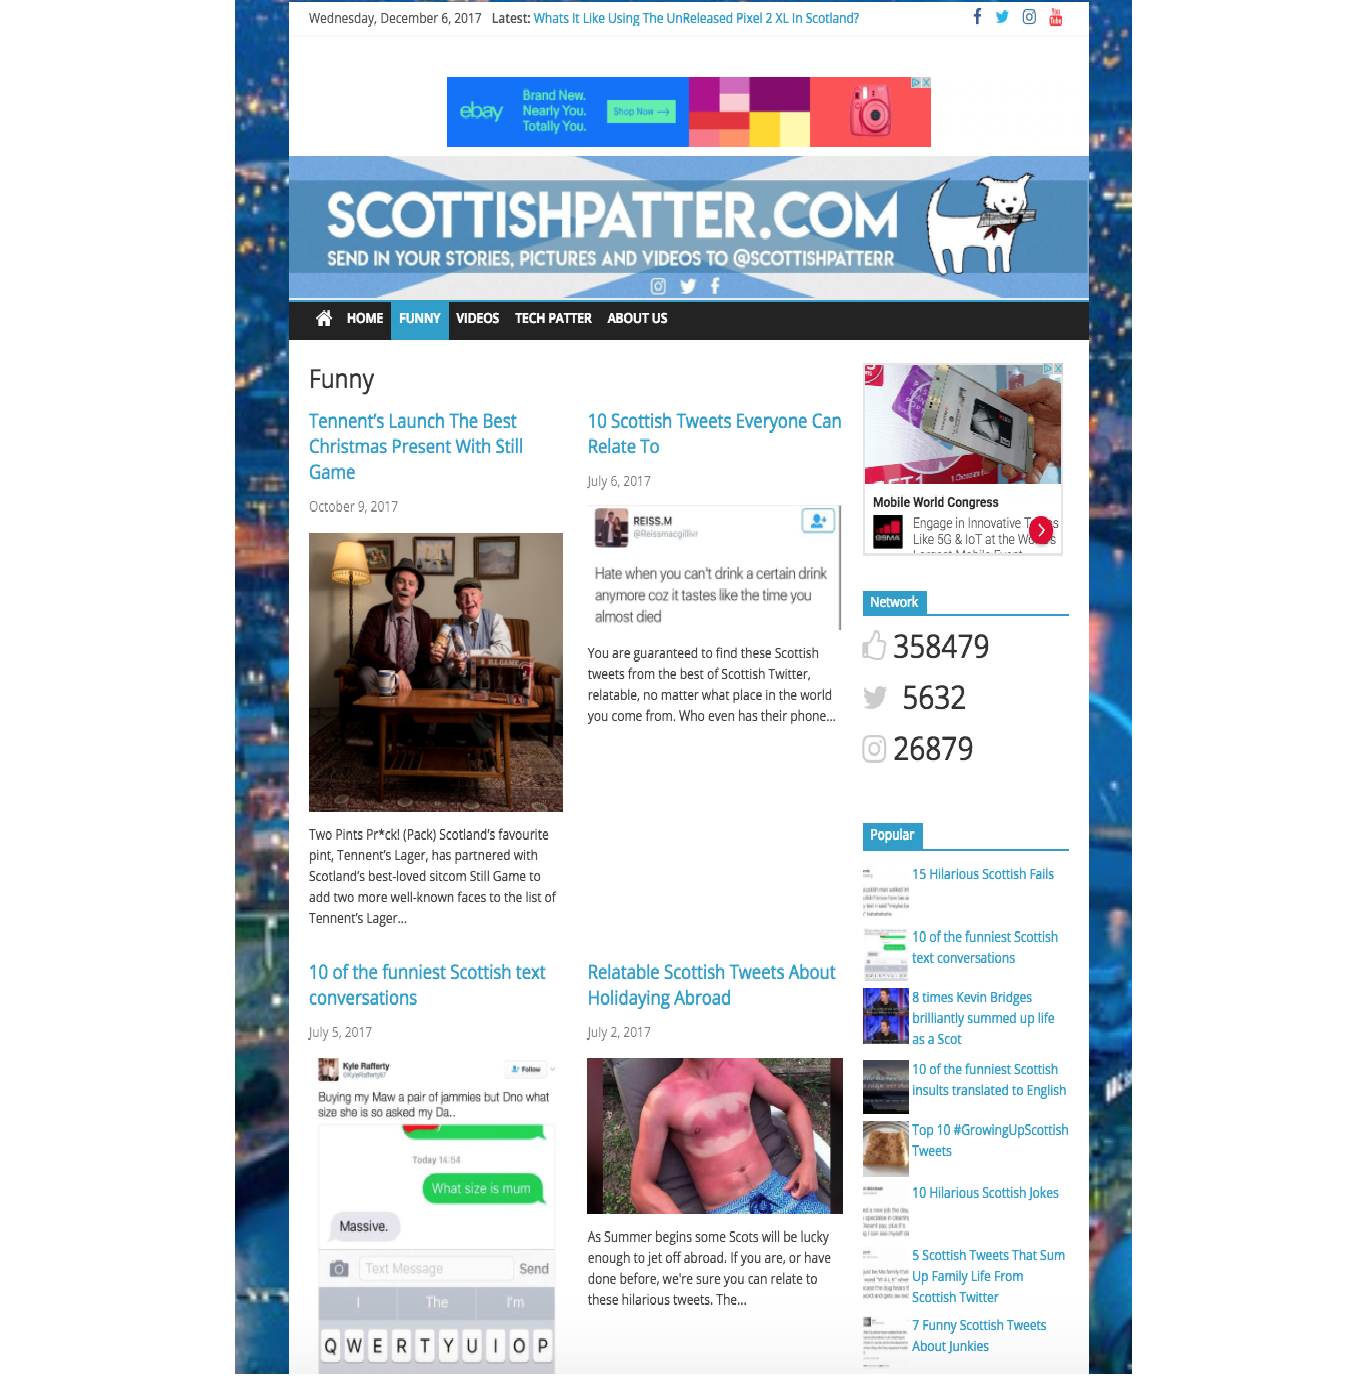 Wednesday, December 6, 2017 Latest: Whats It Like Using The UnReleased Pixel 2 XL In Scotland?
You Tube
ebay
Brand New.
Nearly You.
Totally You.
Shop Now
SCOTTISHPATTER.COM
SEND IN YOUR STORIES, PICTURES AND VIDEOS TO @SCOTTISHPATTERR
HOME FUNNY VIDEOS TECH PATTER ABOUT US
Funny
Tennent's Launch The Best
Christmas Present With Still
Game
October 9, 2017
Two Pints Pr*ck! (Pack) Scotland's favourite
pint, Tennent's Lager, has partnered with
Scotland's best-loved sitcom Still Game to
add two more well-known faces to the list of
Tennent's Lager...
10 Scottish Tweets Everyone Can
Relate To
July 6, 2017
REISS.M
@Reissmacgillivr
Hate when you can't drink a certain drink
anymore coz it tastes like the time you
almost died
You are guaranteed to find these Scottish
tweets from the best of Scottish Twitter,
relatable, no matter what place in the world
you come from. Who even has their phone...
10 of the funniest Scottish text
conversations
July 5, 2017
Kyle Rafferty
@KyleRafferty87
Follow
Buying my Maw a pair of jammies but Dno what
size she is so asked my Da..
Today 14:54
What size is mum
Massive.
Text Message Send
I The I'm
Q W E R T Y U I O P
Relatable Scottish Tweets About
Holidaying Abroad
July 2, 2017
As Summer begins some Scots will be lucky
enough to jet off abroad. If you are, or have
done before, we're sure you can relate to
these hilarious tweets. The...
Mobile World Congress
GSMA
Engage in Innovative
Like 5G & IoT at the
Largest Mobile Event
Network
358479
5632
26879
Popular
15 Hilarious Scottish Fails
10 of the funniest Scottish
text conversations
8 times Kevin Bridges
brilliantly summed up life
as a Scot
10 of the funniest Scottish
insults translated to English
Top 10 #GrowingUpScottish
Tweets
10 Hilarious Scottish Jokes
5 Scottish Tweets That Sum
Up Family Life From
Scottish Twitter
7 Funny Scottish Tweets
About Junkies